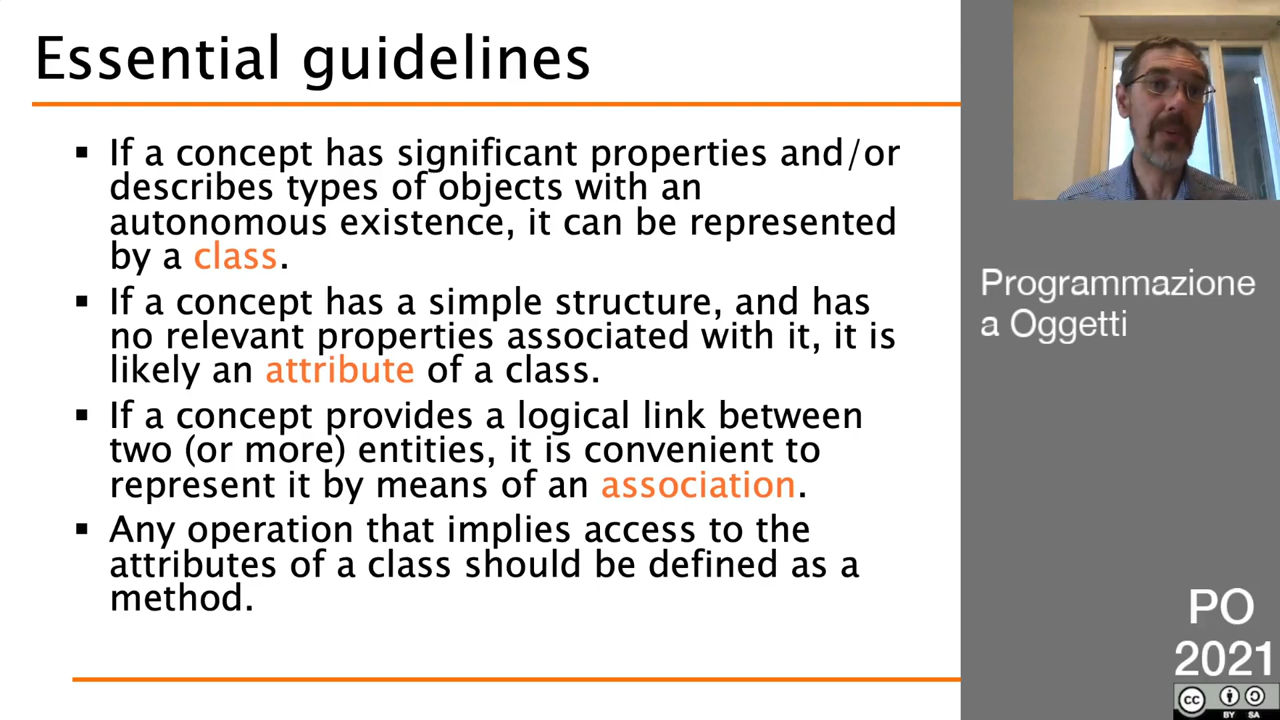 Essential guidelines
▪ If a concept has significant properties and/or
describes types of objects with an
autonomous existence, it can be represented
by a class.
▪ If a concept has a simple structure, and has
no relevant properties associated with it, it is
likely an attribute of a class.
▪ If a concept provides a logical link between
two (or more) entities, it is convenient to
represent it by means of an association.
▪ Any operation that implies access to the
attributes of a class should be defined as a
method.
Programmazione
a Oggetti
PO
2021
cc
BY SA